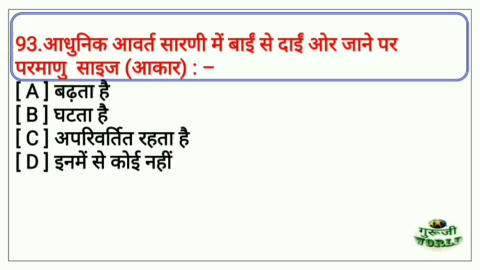 93.आधुनिक आवर्त सारणी में बाईं से दाईं ओर जाने पर
परमाणु साइज (आकार) : –
[ A ] बढ़ता है
[ B ] घटता है
[ C ] अपरिवर्तित रहता है
[ D ] इनमें से कोई नहीं
गुरूजी
WORLD